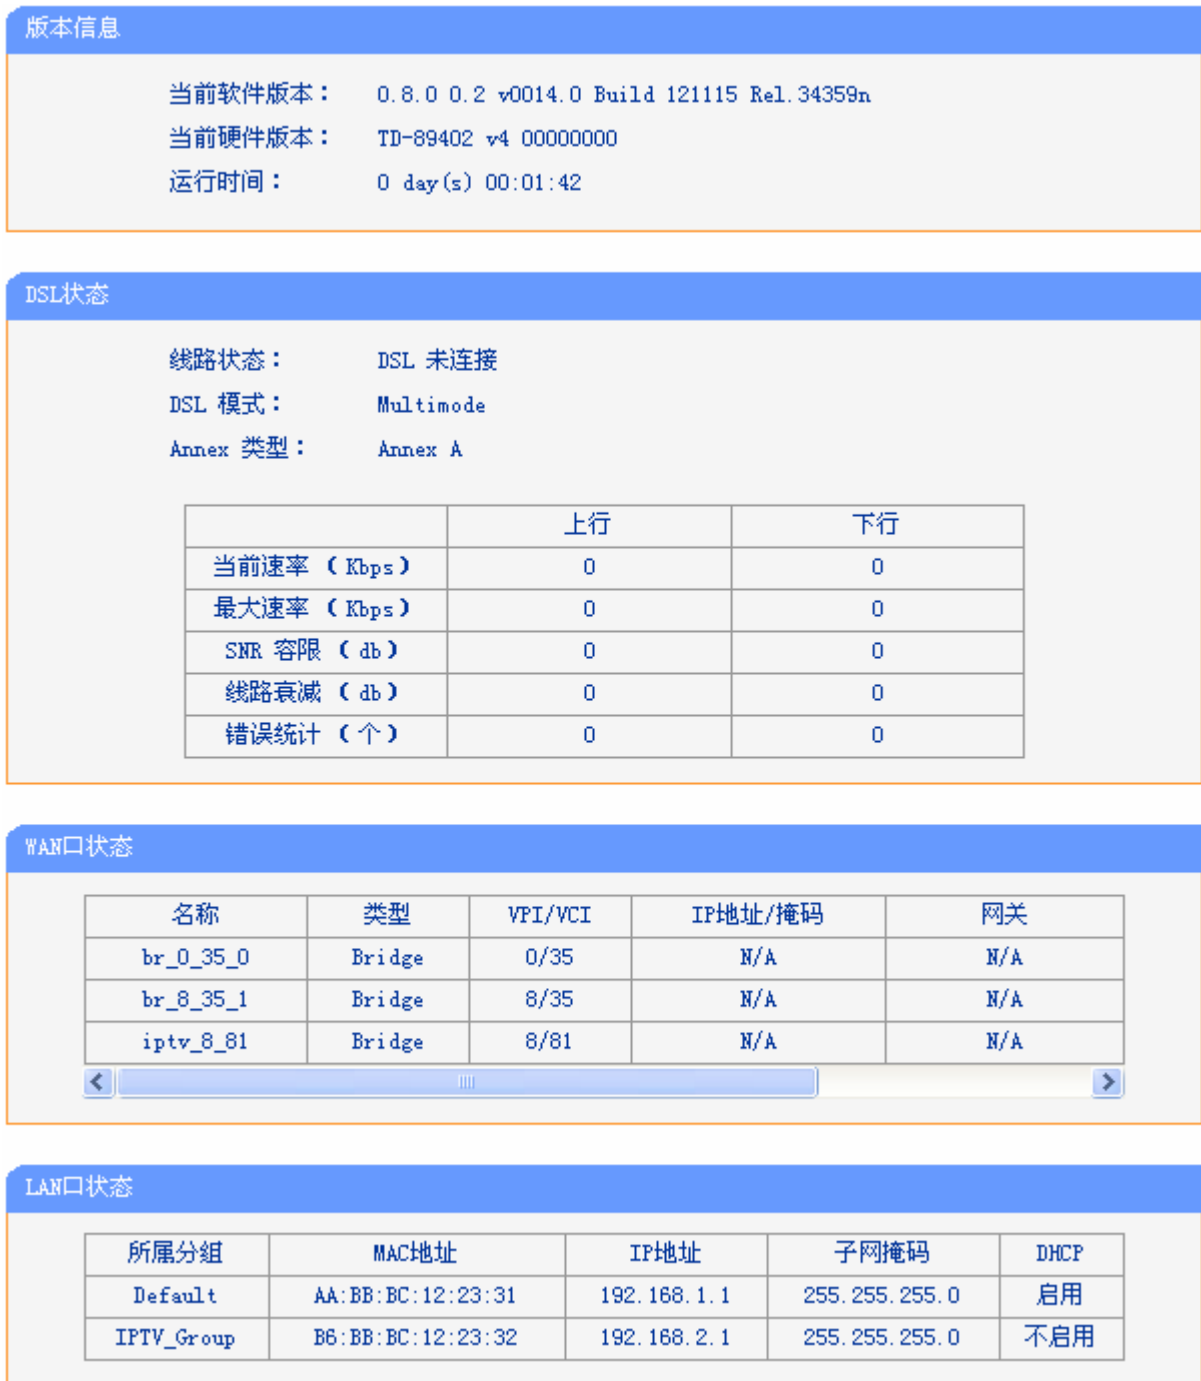 版本信息
当前软件版本： 0.8.0 0.2 v0014.0 Build 121115 Rel.34359n
当前硬件版本： TD-89402 v4 00000000
运行时间： 0 day(s) 00:01:42
DSL状态
线路状态： DSL 未连接
DSL 模式： Multimode
Annex 类型： Annex A
上行 下行
当前速率 (Kbps) 0 0
最大速率 (Kbps) 0 0
SNR 容限 (db) 0 0
线路衰减 (db) 0 0
错误统计 (个) 0 0
WAN口状态
名称 类型 VPI/VCI IP地址/掩码 网关
br_0_35_0 Bridge 0/35 N/A N/A
br_8_35_1 Bridge 8/35 N/A N/A
iptv_8_81 Bridge 8/81 N/A N/A
LAN口状态
所属分组 MAC地址 IP地址 子网掩码 DHCP
Default AA:BB:BC:12:23:31 192.168.1.1 255.255.255.0 启用
IPTV_Group B6:BB:BC:12:23:32 192.168.2.1 255.255.255.0 不启用